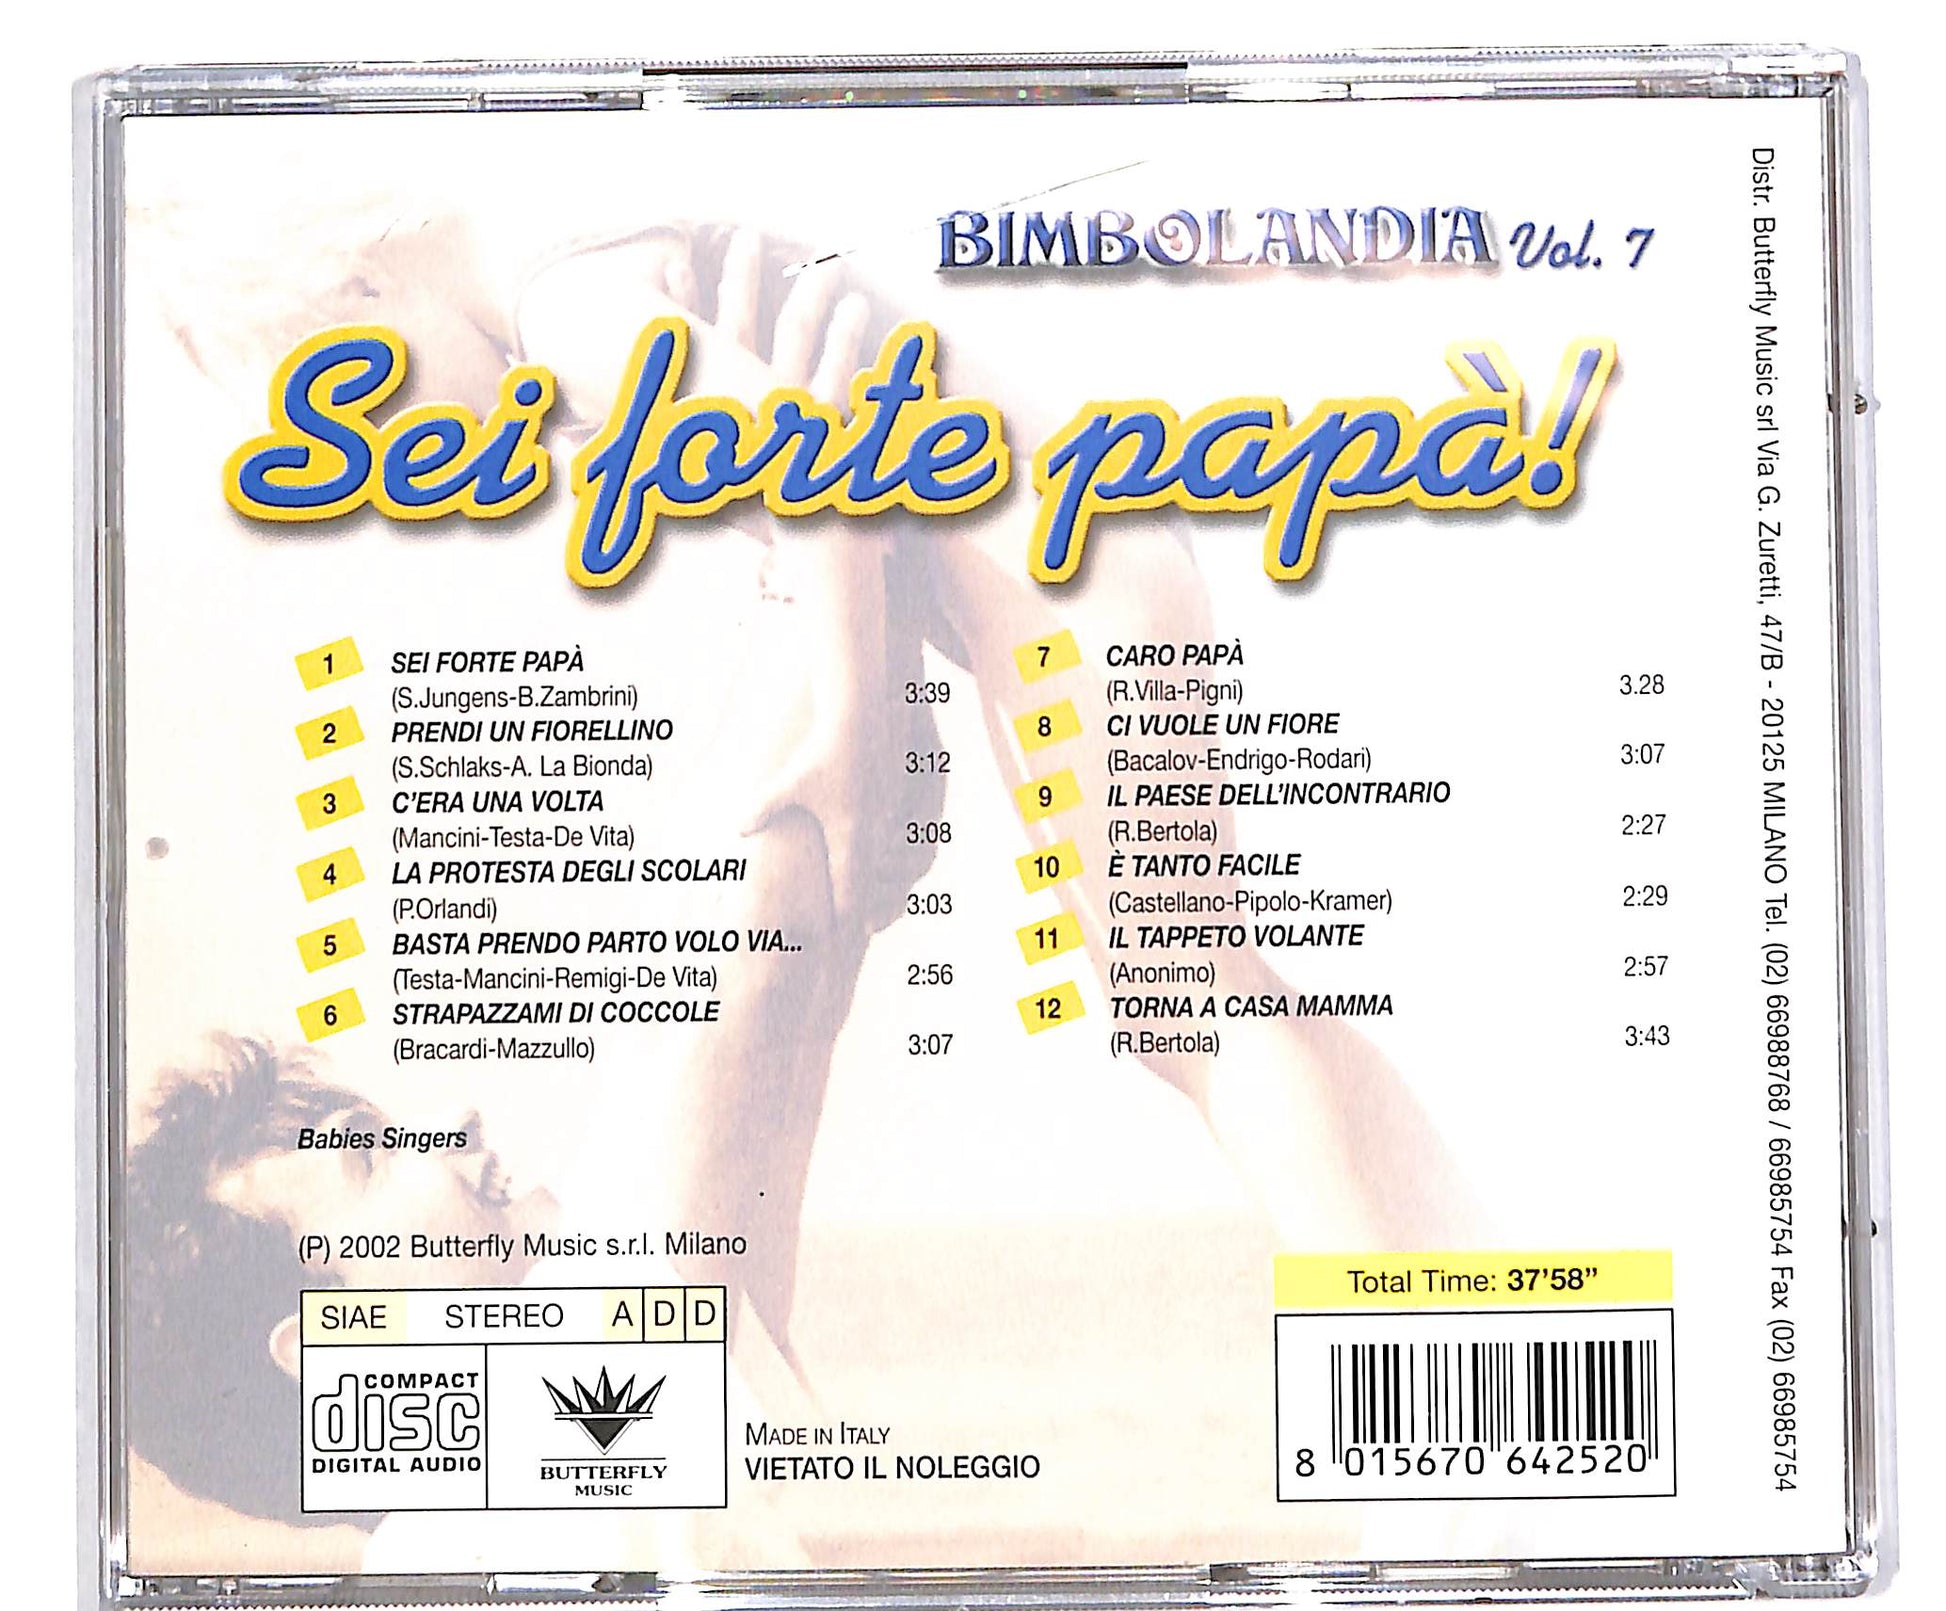 BIMBOLANDIA Vol. 7
Sei forte papà!
1 SEI FORTE PAPÀ
(S.Jungens-B.Zambrini) 3:39
2 PRENDI UN FIORELLINO
(S.Schlaks-A. La Bionda) 3:12
3 C'ERA UNA VOLTA
(Mancini-Testa-De Vita) 3:08
4 LA PROTESTA DEGLI SCOLARI
(P.Orlandi) 3:03
5 BASTA PRENDO PARTO VOLO VIA...
(Testa-Mancini-Remigi-De Vita) 2:56
6 STRAPAZZAMI DI COCCOLE
(Bracardi-Mazzullo) 3:07
7 CARO PAPÀ
(R.Villa-Pigni) 3.28
8 CI VUOLE UN FIORE
(Bacalov-Endrigo-Rodari) 3:07
9 IL PAESE DELL'INCONTRARIO
(R.Bertola) 2:27
10 È TANTO FACILE
(Castellano-Pipolo-Kramer) 2:29
11 IL TAPPETO VOLANTE
(Anonimo) 2:57
12 TORNA A CASA MAMMA
(R.Bertola) 3:43
Babies Singers
(P) 2002 Butterfly Music s.r.l. Milano
SIAE STEREO A D D
COMPACT
disc
DIGITAL AUDIO
BUTTERFLY
MUSIC
MADE IN ITALY
VIETATO IL NOLEGGIO
Total Time: 37'58"
8 015670 642520
Distr. Butterfly Music srl Via G. Zuretti, 47/B - 20125 MILANO Tel. (02) 66988768 / 66985754 Fax (02) 66985754